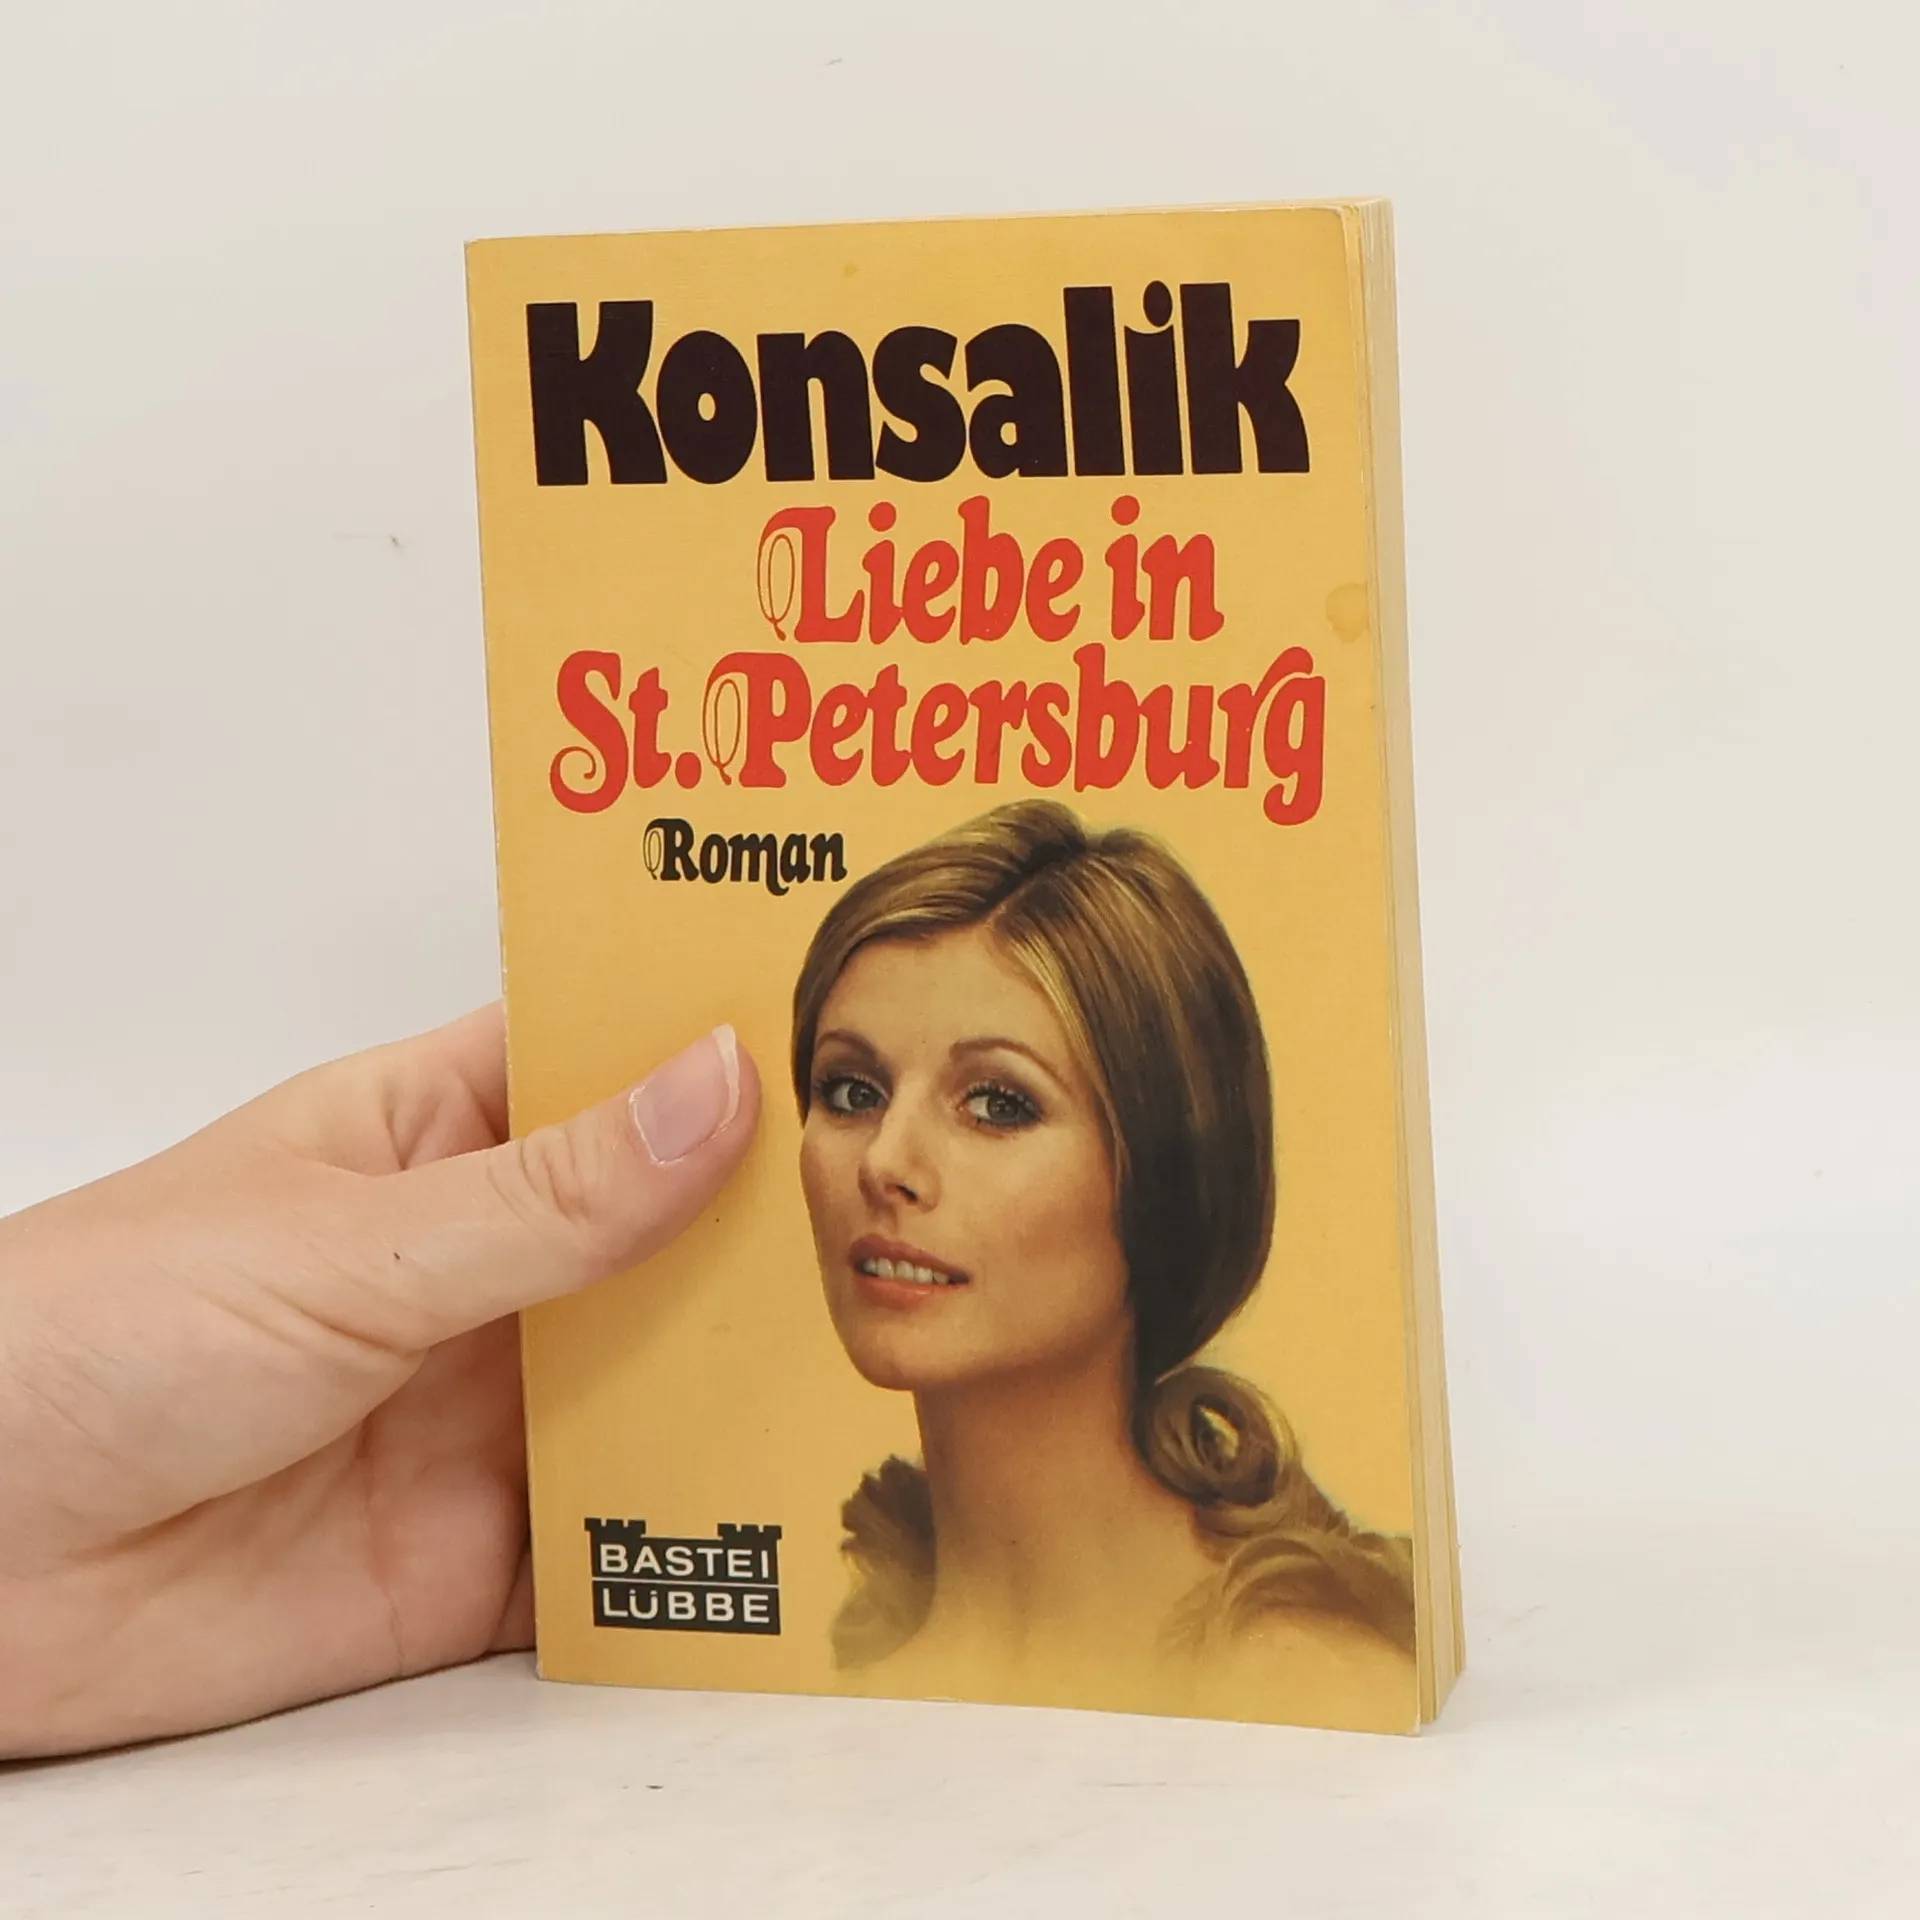 Konsalik
Liebe in
St. Petersburg
Roman
BASTEI
LÜBBE